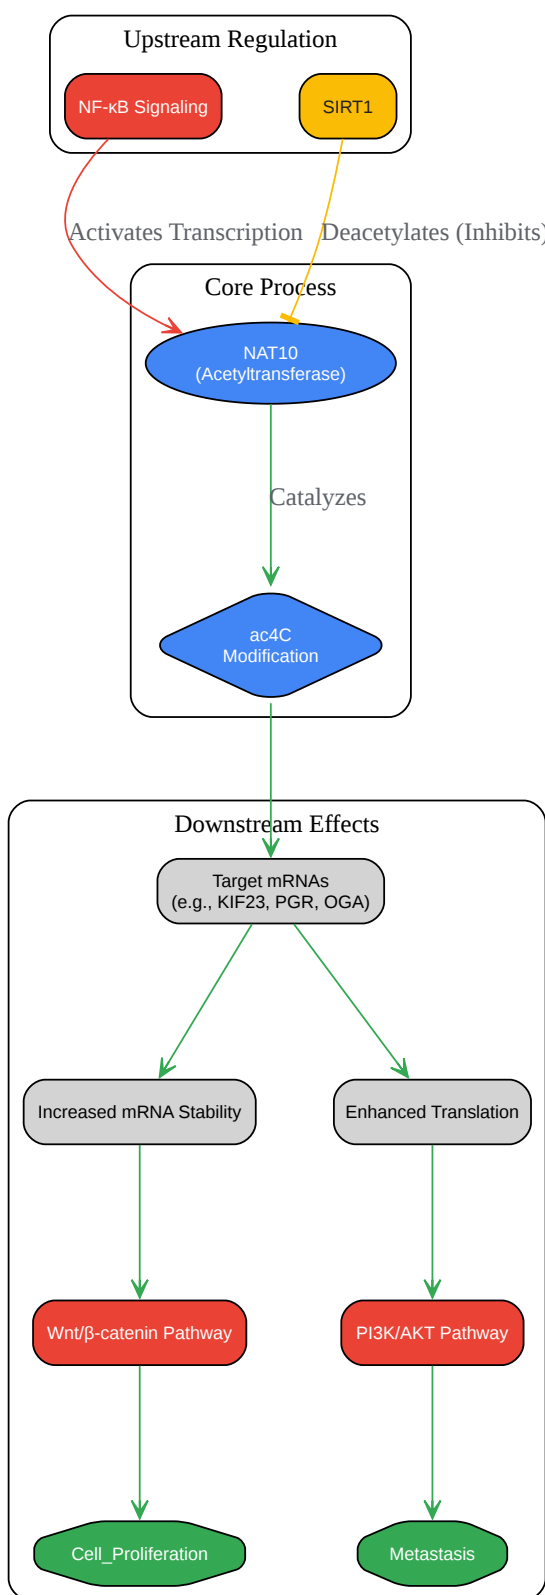 Upstream Regulation
NF-κB Signaling
SIRT1
Activates Transcription
Deacetylates (Inhibits)
Core Process
NAT10
(Acetyltransferase)
Catalyzes
ac4C
Modification
Downstream Effects
Target mRNAs
(e.g., KIF23, PGR, OGA)
Increased mRNA Stability
Enhanced Translation
Wnt/β-catenin Pathway
PI3K/AKT Pathway
Cell_Proliferation
Metastasis